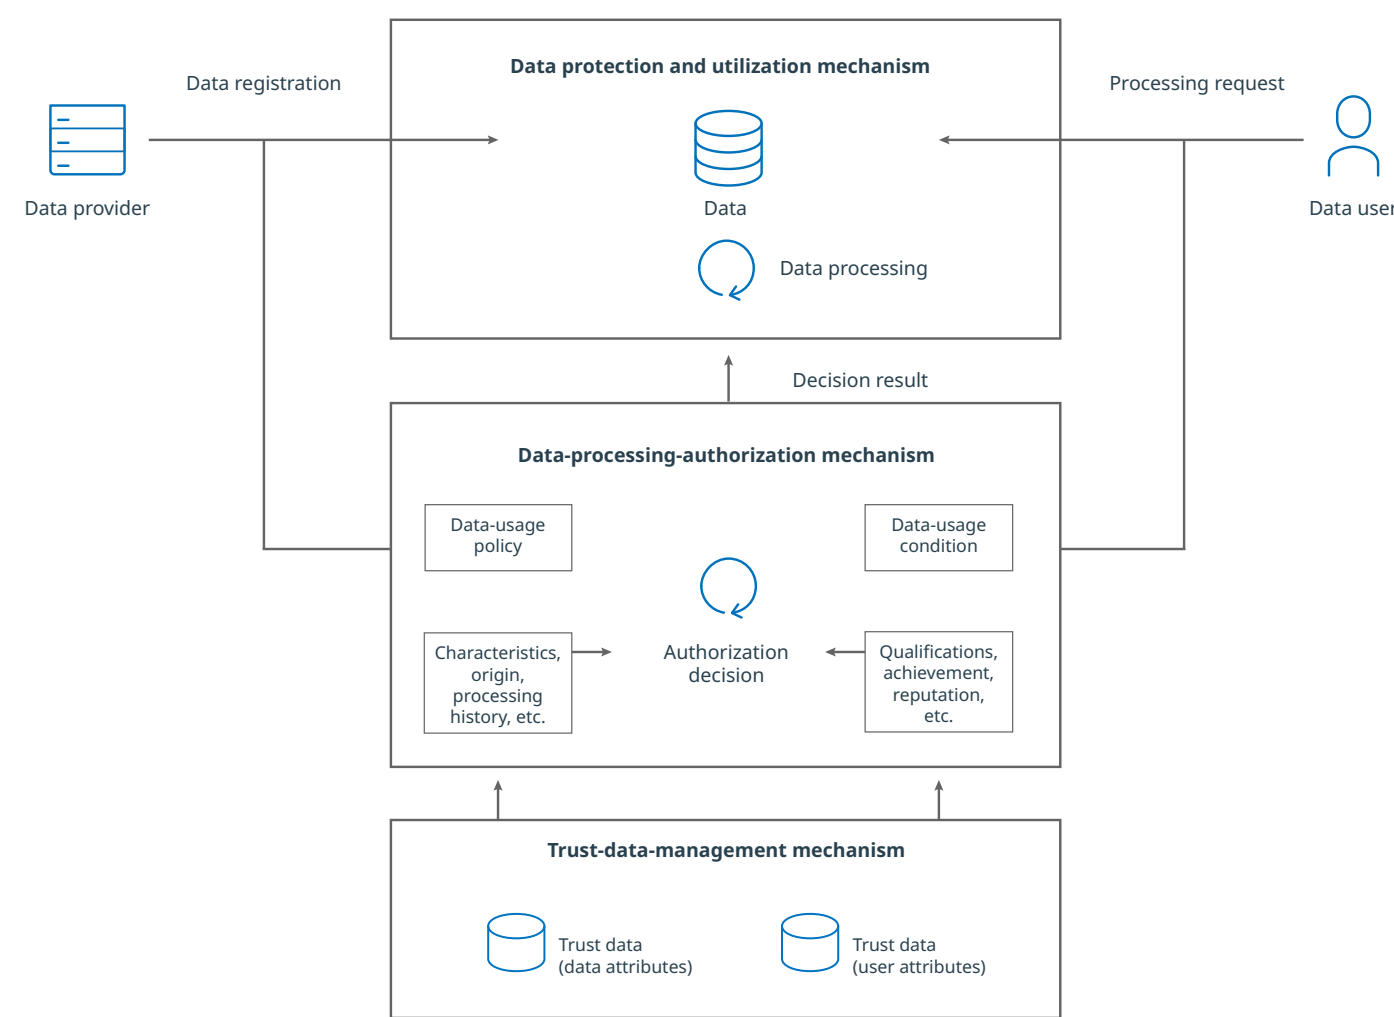 Data protection and utilization mechanism
Data registration
Processing request
Data provider
Data
Data user
Data processing
Decision result
Data-processing-authorization mechanism
Data-usage
policy
Data-usage
condition
Characteristics,
origin,
processing
history, etc.
Authorization
decision
Qualifications,
achievement,
reputation,
etc.
Trust-data-management mechanism
Trust data
(data attributes)
Trust data
(user attributes)